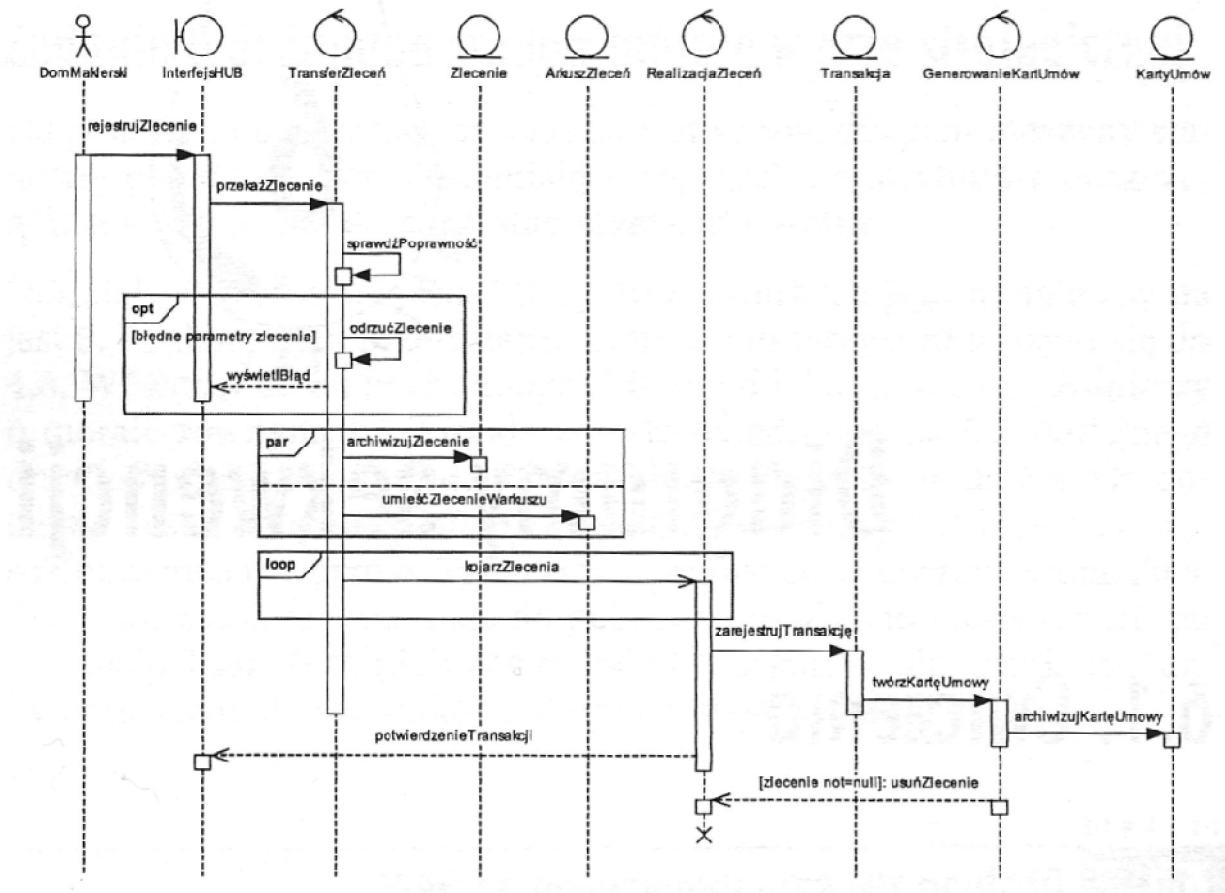 DomMaklerski InterfejsHUB TransferZleceń Zlecenie ArkuszZleceń RealizacjaZleceń Transakcja GenerowanieKartUmów KartyUmów
rejestrujZlecenie
przekażZlecenie
sprawdźPoprawność
opt
odrzućZlecenie
[błędne parametry zlecenia]
wyświetlBłąd
par
archiwizujZlecenie
umieśćZlecenieWarkuszu
loop
kojarzZlecenia
zarejestrujTransakcję
twórzKartęUmowy
archiwizujKartęUmowy
potwierdzenieTransakcji
[zlecenie not=null]: usuńZlecenie